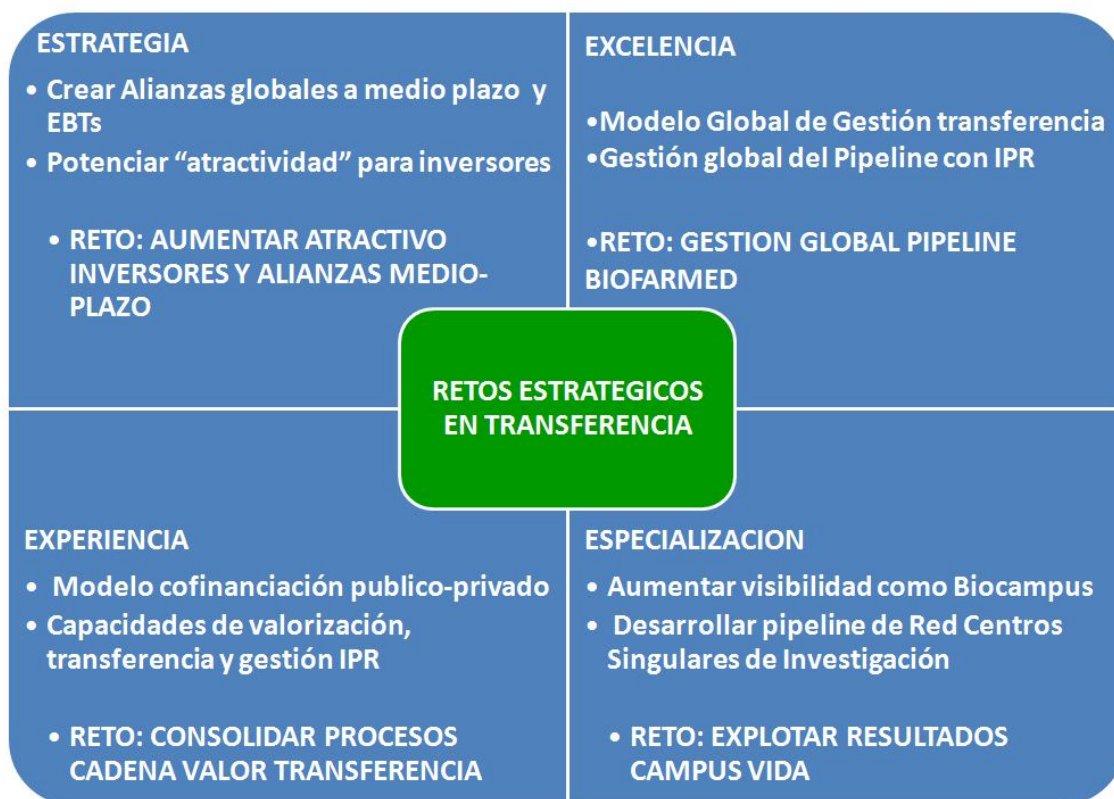 ESTRATEGIA
• Crear Alianzas globales a medio plazo y
EBTs
• Potenciar “atractividad” para inversores
• RETO: AUMENTAR ATRACTIVO
INVERSORES Y ALIANZAS MEDIO-
PLAZO
EXCELENCIA
•Modelo Global de Gestión transferencia
•Gestión global del Pipeline con IPR
•RETO: GESTION GLOBAL PIPELINE
BIOFARMED
RETOS ESTRATEGICOS
EN TRANSFERENCIA
EXPERIENCIA
• Modelo cofinanciación publico-privado
• Capacidades de valorización,
transferencia y gestión IPR
• RETO: CONSOLIDAR PROCESOS
CADENA VALOR TRANSFERENCIA
ESPECIALIZACION
• Aumentar visibilidad como Biocampus
• Desarrollar pipeline de Red Centros
Singulares de Investigación
• RETO: EXPLOTAR RESULTADOS
CAMPUS VIDA